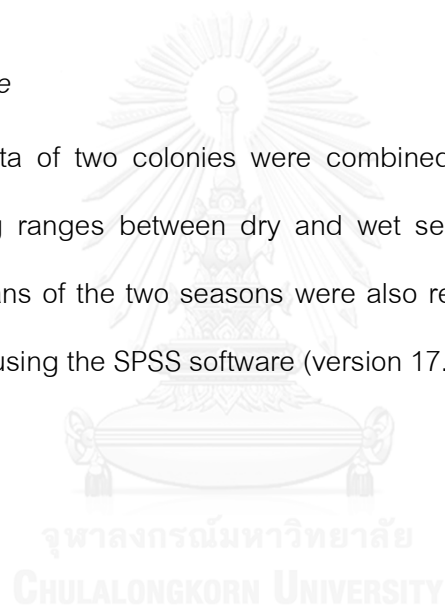 e
ta of two colonies were combined
ranges between dry and wet se
ans of the two seasons were also re
using the SPSS software (version 17.
จุฬาลงกรณ์มหาวิทยาลัย
CHULALONGKORN UNIVERSITY